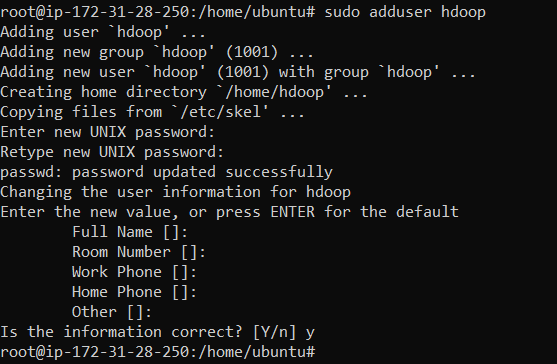 root@ip-172-31-28-250:/home/ubuntu# sudo adduser hdoop
Adding user `hdoop' ...
Adding new group `hdoop' (1001) ...
Adding new user `hdoop' (1001) with group `hdoop' ...
Creating home directory `/home/hdoop' ...
Copying files from `/etc/skel' ...
Enter new UNIX password:
Retype new UNIX password:
passwd: password updated successfully
Changing the user information for hdoop
Enter the new value, or press ENTER for the default
        Full Name []:
        Room Number []:
        Work Phone []:
        Home Phone []:
        Other []:
Is the information correct? [Y/n] y
root@ip-172-31-28-250:/home/ubuntu#